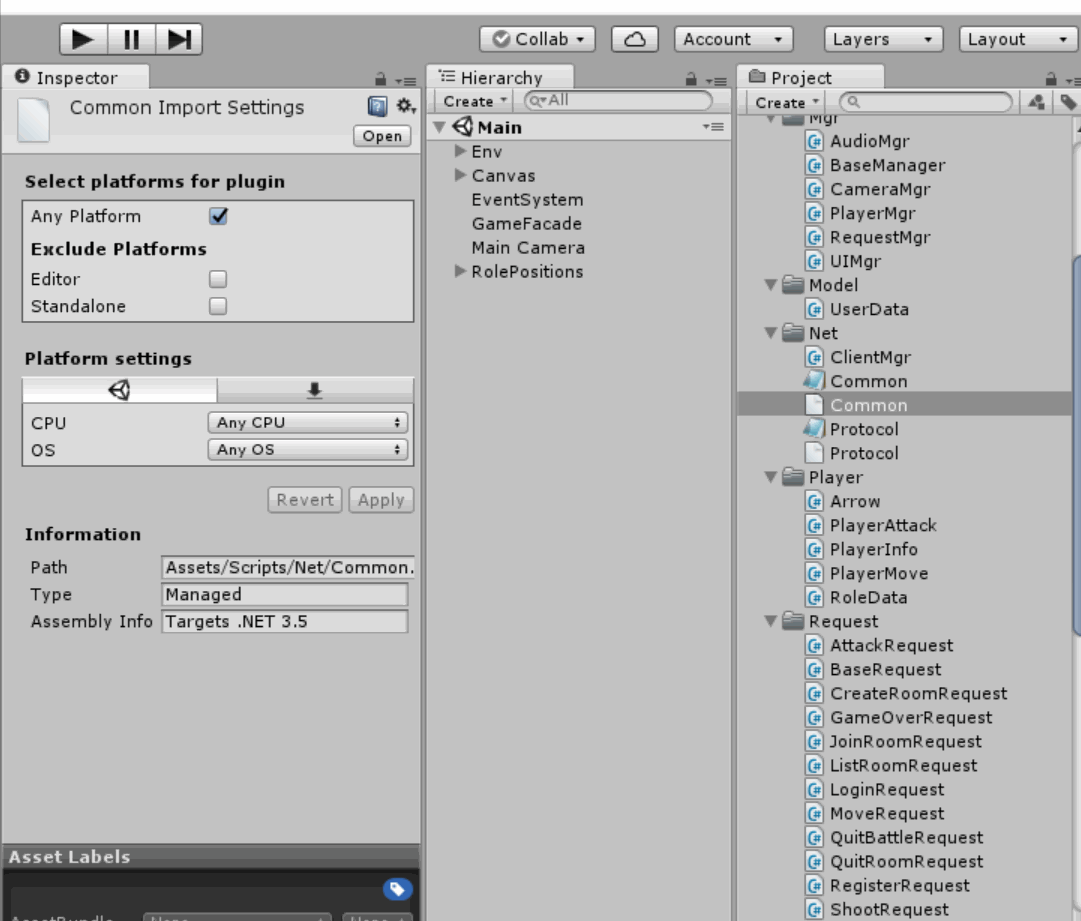 Collab
Account
Layers
Layout
Inspector
Common Import Settings
Open
Select platforms for plugin
Any Platform
Exclude Platforms
Editor
Standalone
Platform settings
CPU
Any CPU
OS
Any OS
Revert
Apply
Information
Path
Assets/Scripts/Net/Common.
Type
Managed
Assembly Info
Targets .NET 3.5
Asset Labels
AssetBundle
None
None
Hierarchy
Create
All
Main
Env
Canvas
EventSystem
GameFacade
Main Camera
RolePositions
Project
Create
Mgr
AudioMgr
BaseManager
CameraMgr
PlayerMgr
RequestMgr
UIMgr
Model
UserData
Net
ClientMgr
Common
Common
Protocol
Protocol
Player
Arrow
PlayerAttack
PlayerInfo
PlayerMove
RoleData
Request
AttackRequest
BaseRequest
CreateRoomRequest
GameOverRequest
JoinRoomRequest
ListRoomRequest
LoginRequest
MoveRequest
QuitBattleRequest
QuitRoomRequest
RegisterRequest
ShootRequest